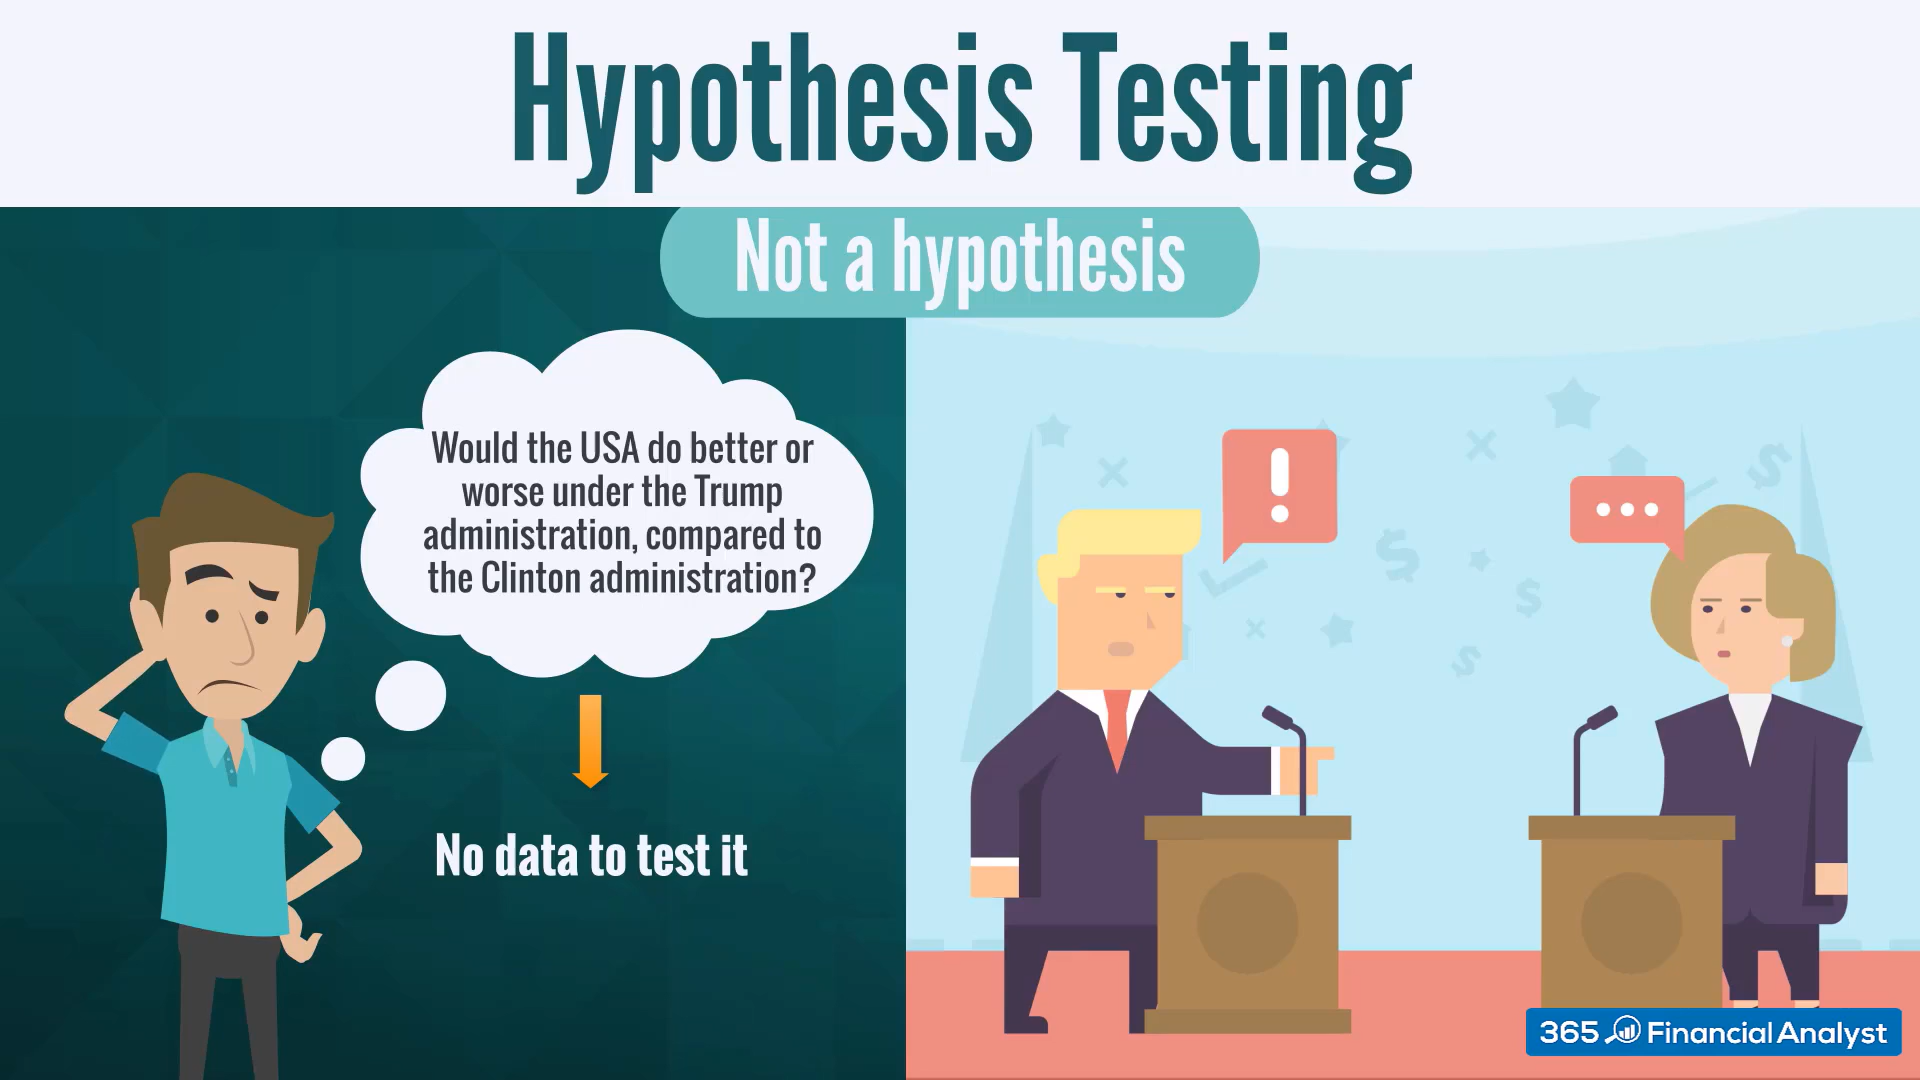 Hypothesis Testing
Not a hypothesis
Would the USA do better or
worse under the Trump
administration, compared to
the Clinton administration?
No data to test it
365 Financial Analyst